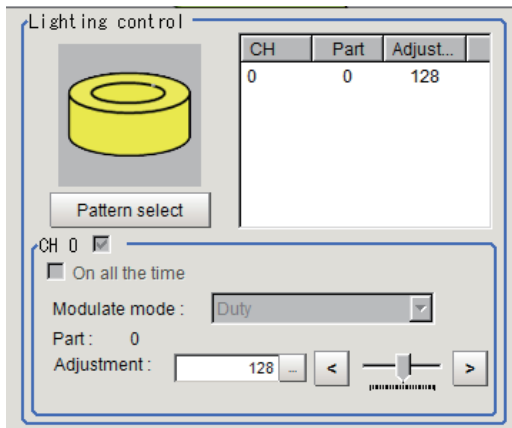 Lighting control
CH Part Adjust...
0 0 128
Pattern select
CH 0
On all the time
Modulate mode : Duty
Part : 0
Adjustment : 128 ... < >